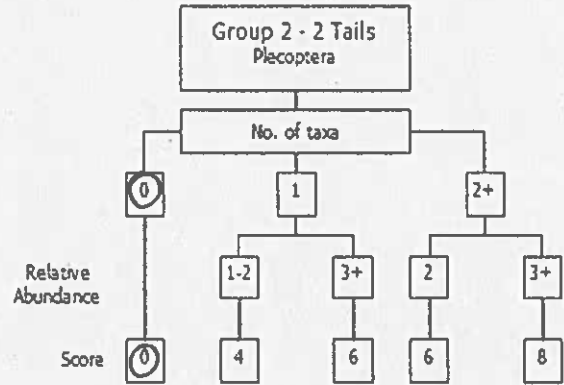 Group 2 - 2 Tails
Plecoptera
No. of taxa
0 1 2+
Relative Abundance 1-2 3+ 2 3+
Score 0 4 6 6 8